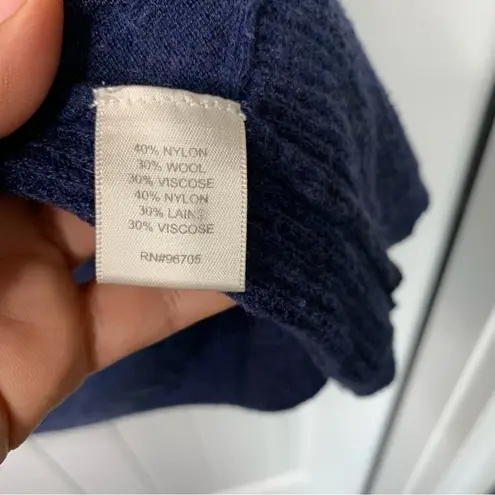 40% NYLON
30% WOOL
30% VISCOSE
40% NYLON
30% LAINE
30% VISCOSE
RN#96705